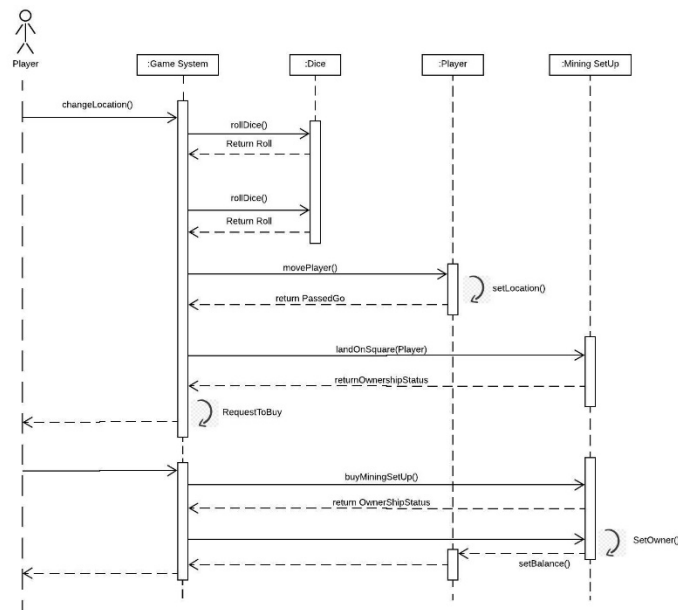 Player
:Game System
:Dice
:Player
:Mining SetUp
changeLocation()
rollDice()
Return Roll
rollDice()
Return Roll
movePlayer()
setLocation()
return PassedGo
landOnSquare(Player)
returnOwnershipStatus
RequestToBuy
buyMiningSetUp()
return OwnerShipStatus
SetOwner()
setBalance()